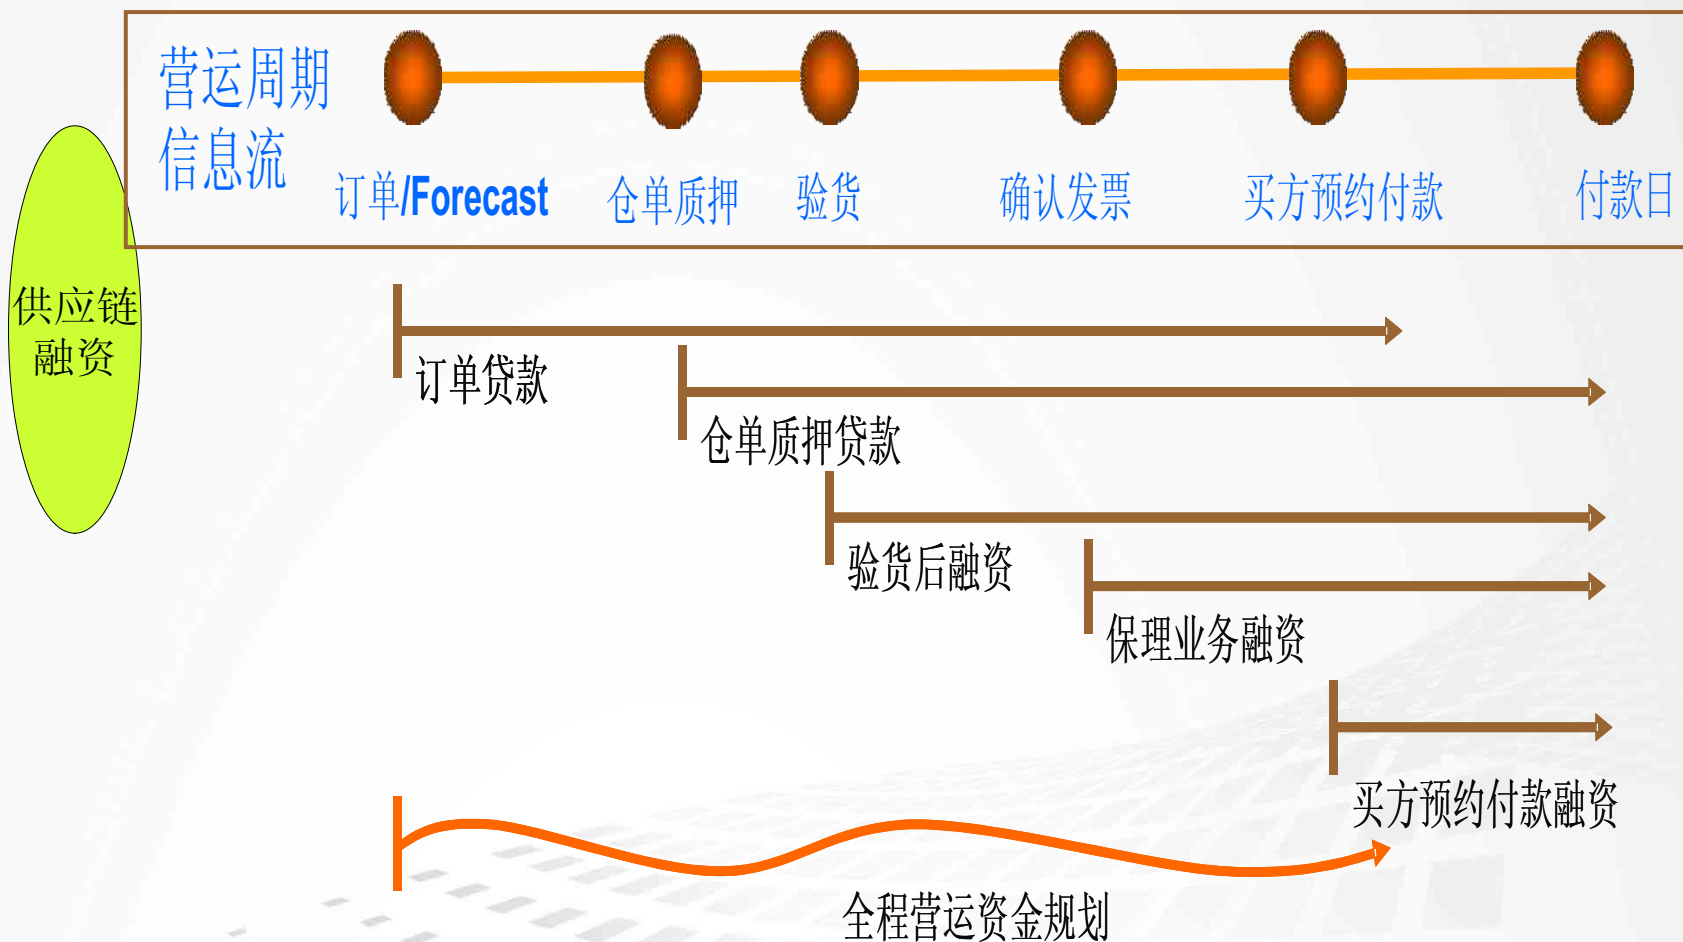 营运周期
信息流
订单/Forecast
仓单质押
验货
确认发票
买方预约付款
付款日
供应链
融资
订单贷款
仓单质押贷款
验货后融资
保理业务融资
买方预约付款融资
全程营运资金规划